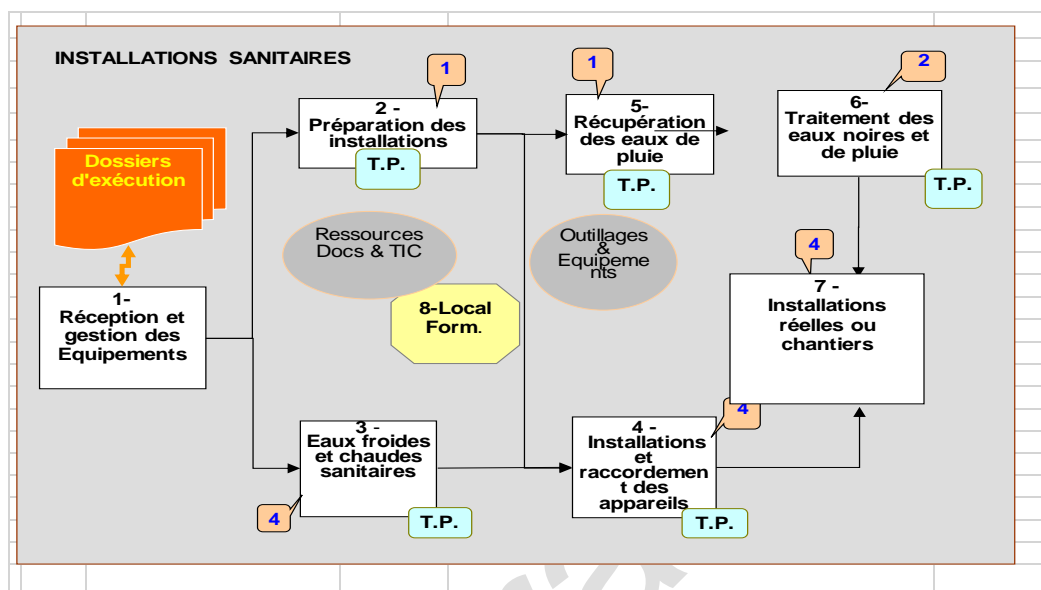 INSTALLATIONS SANITAIRES
1
1
2
2 -
Préparation des
installations
T.P.
5-
Récupération
des eaux de
pluie
T.P.
6-
Traitement des
eaux noires et
de pluie
T.P.
Dossiers
d'exécution
Ressources
Docs & TIC
Outillages
&
Equipeme
nts
4
1-
Réception et
gestion des
Equipements
8-Local
Form.
7 -
Installations
réelles ou
chantiers
3 -
Eaux froides
et chaudes
sanitaires
4
T.P.
4 -
Installations
et
raccordemen
t des
appareils
4
T.P.